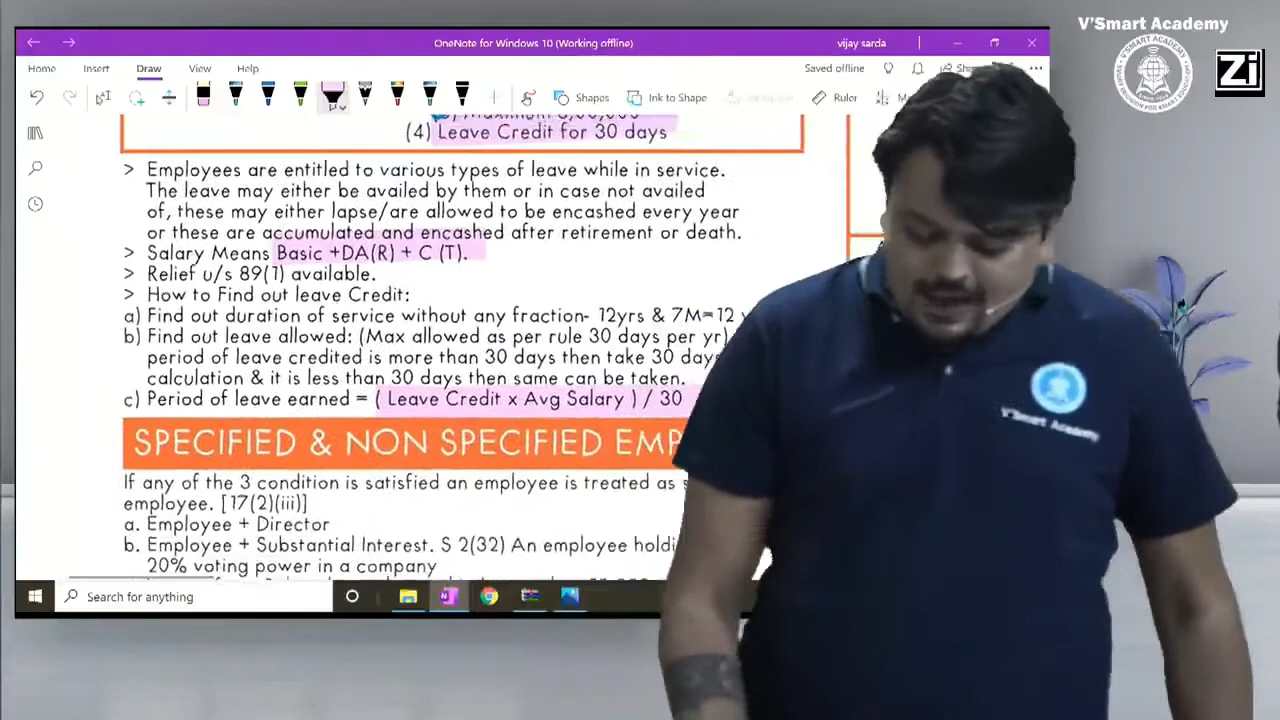 V'Smart Academy
OneNote for Windows 10 (Working offline)
vijay sarda
Home Insert Draw View Help
Saved offline
Shapes Ink to Shape Ruler
Zi
(4) Leave Credit for 30 days
> Employees are entitled to various types of leave while in service.
The leave may either be availed by them or in case not availed
of, these may either lapse/are allowed to be encashed every year
or these are accumulated and encashed after retirement or death.
> Salary Means Basic +DA(R) + C (T).
> Relief u/s 89(1) available.
> How to Find out leave Credit:
a) Find out duration of service without any fraction- 12yrs & 7M=12
b) Find out leave allowed: (Max allowed as per rule 30 days per yr)
period of leave credited is more than 30 days then take 30 days
calculation & it is less than 30 days then same can be taken.
c) Period of leave earned = ( Leave Credit x Avg Salary ) / 30
SPECIFIED & NON SPECIFIED
If any of the 3 condition is satisfied an employee is treated as
employee. [17(2)(iii)]
a. Employee + Director
b. Employee + Substantial Interest. S 2(32) An employee
20% voting power in a company
Search for anything
V'Smart Academy